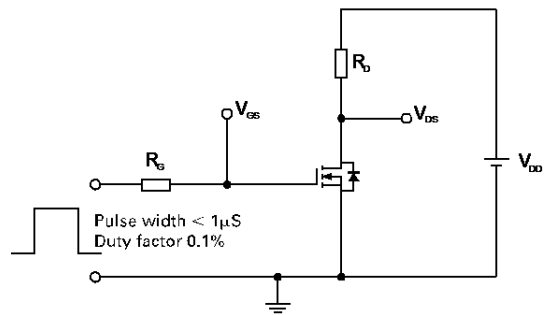 R_D
V_GS
V_DS
R_G
V_DD
Pulse width < 1µS
Duty factor 0.1%